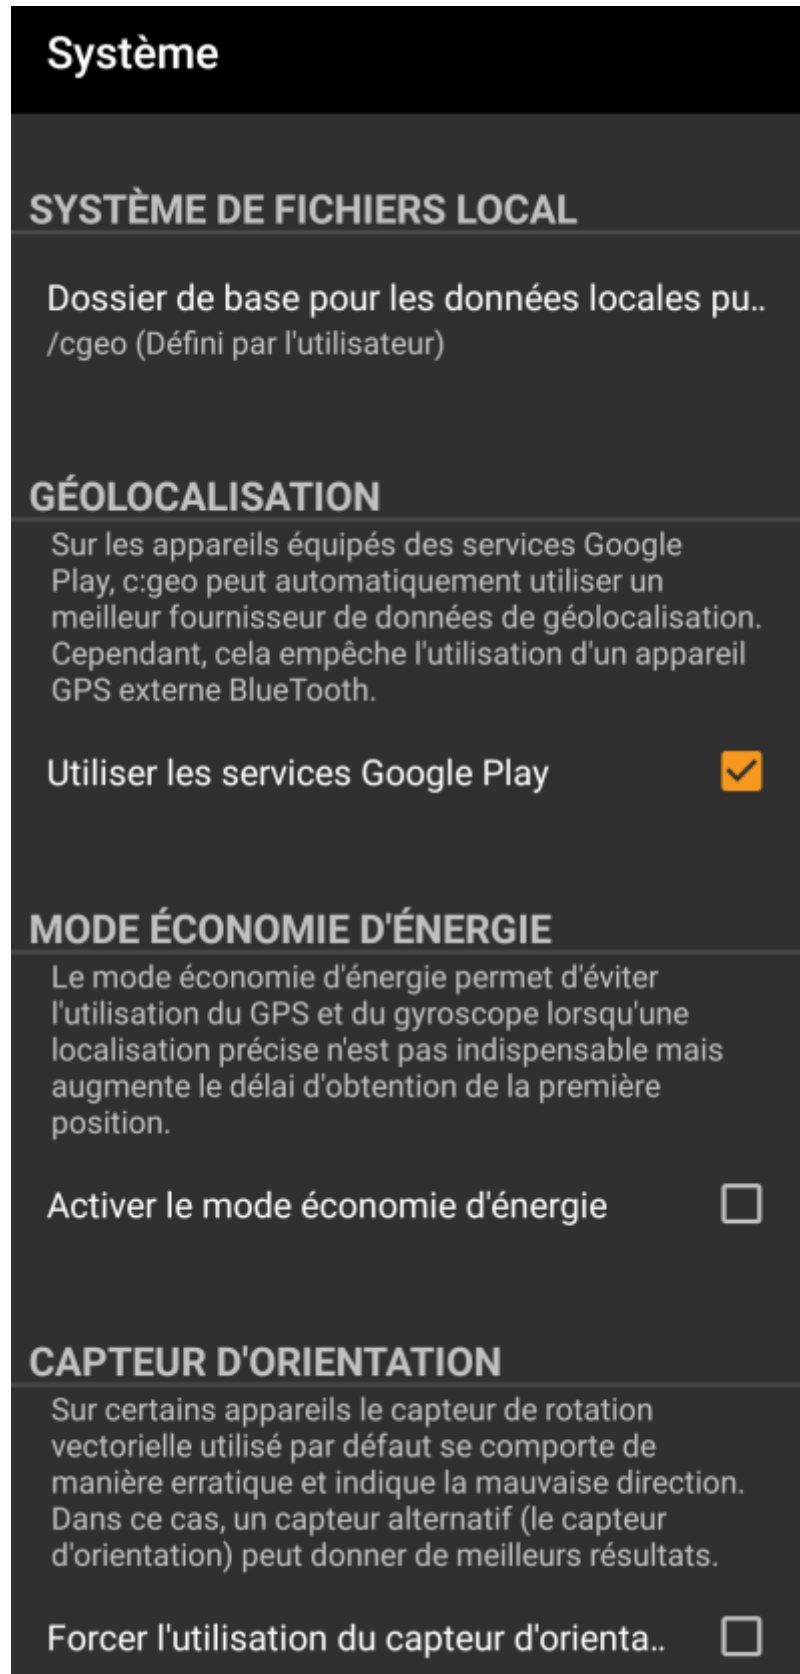 Système
SYSTÈME DE FICHIERS LOCAL
Dossier de base pour les données locales pu..
/cgeo (Défini par l'utilisateur)
GÉOLOCALISATION
Sur les appareils équipés des services Google
Play, c:geo peut automatiquement utiliser un
meilleur fournisseur de données de géolocalisation.
Cependant, cela empêche l'utilisation d'un appareil
GPS externe BlueTooth.
Utiliser les services Google Play
MODE ÉCONOMIE D'ÉNERGIE
Le mode économie d'énergie permet d'éviter
l'utilisation du GPS et du gyroscope lorsqu'une
localisation précise n'est pas indispensable mais
augmente le délai d'obtention de la première
position.
Activer le mode économie d'énergie
CAPTEUR D'ORIENTATION
Sur certains appareils le capteur de rotation
vectorielle utilisé par défaut se comporte de
manière erratique et indique la mauvaise direction.
Dans ce cas, un capteur alternatif (le capteur
d'orientation) peut donner de meilleurs résultats.
Forcer l'utilisation du capteur d'orienta..